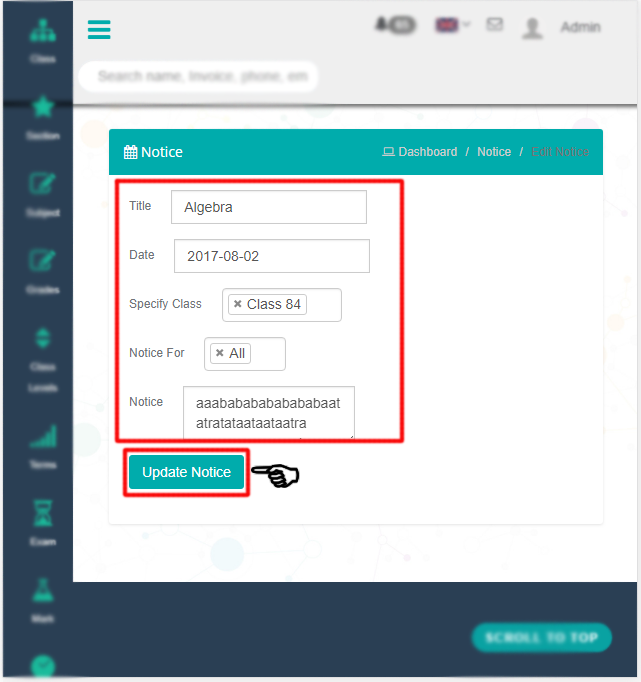 Class
Admin
Search name, Invoice, phone, em
Section
Notice
Dashboard / Notice / Edit Notice
Title
Algebra
Subject
Date
2017-08-02
Grades
Specify Class
× Class 84
Notice For
× All
Class
Levels
Notice
aaabababababababaat
atratataataataatra
Terms
Update Notice
Exam
Mark
SCROLL TO TOP